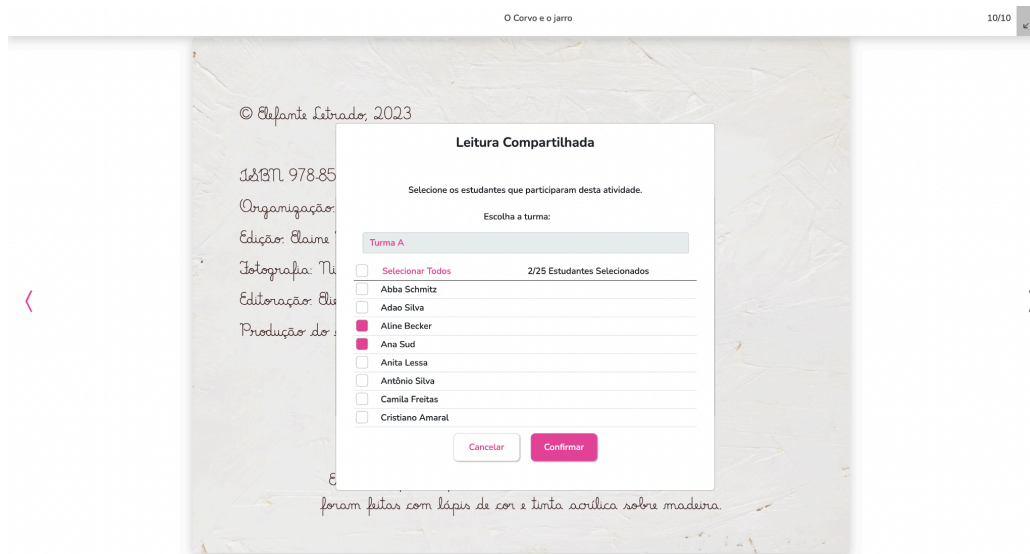 O Corvo e o jarro
10/10
© Elefante Letrado, 2023
ISBN 978-85
Organização:
Edição: Elaine
Fotografia:
Editoração:
Produção do
Leitura Compartilhada
Selecione os estudantes que participaram desta atividade.
Escolha a turma:
Turma A
Selecionar Todos 2/25 Estudantes Selecionados
Abba Schmitz
Adao Silva
Aline Becker
Ana Sud
Anita Lessa
Antônio Silva
Camila Freitas
Cristiano Amaral
Cancelar Confirmar
foram feitas com lápis de cor e tinta acrílica sobre madeira.